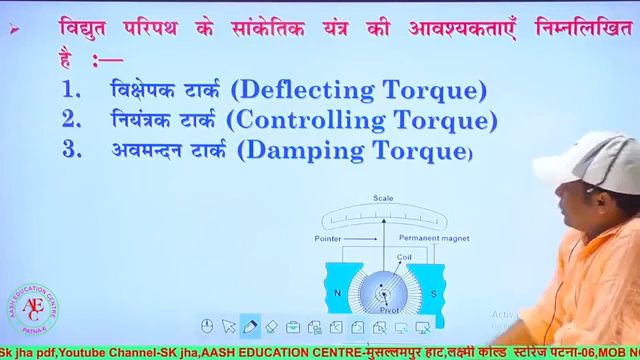 ➢ विद्युत परिपथ के सांकेतिक यंत्र की आवश्यकताएँ निम्नलिखित
है :—
1. विक्षेपक टार्क (Deflecting Torque)
2. नियंत्रक टार्क (Controlling Torque)
3. अवमन्दन टार्क (Damping Torque)
Scale
Pointer
Permanent magnet
Coil
N
S
Pivot
AASH EDUCATION CENTRE
AEC
PATNA-6
Activa
Sk jha pdf,Youtube Channel-SK jha,AASH EDUCATION CENTRE-मुसल्लमपुर हाट,लक्ष्मी कोल्ड स्टोरेज पटना-06,MOB N